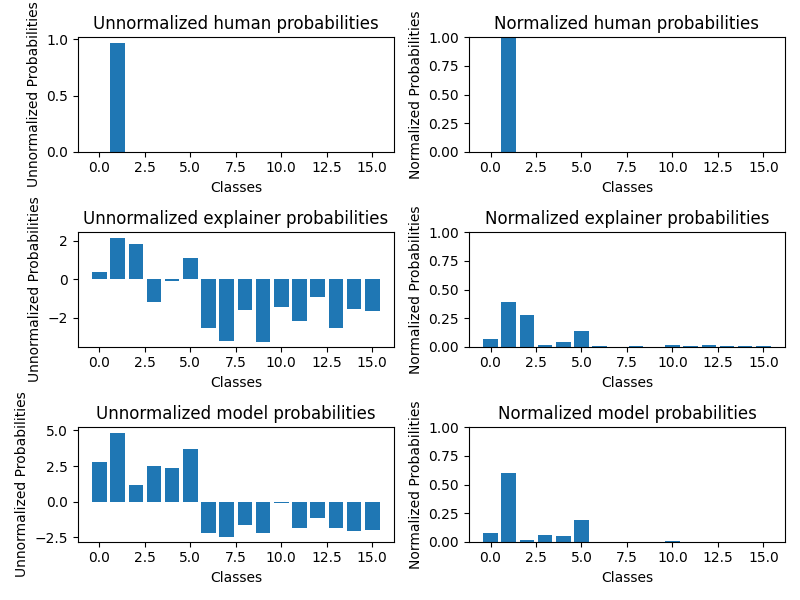 Unnormalized human probabilities
Unnormalized Probabilities
1.0
0.5
0.0
0.0 2.5 5.0 7.5 10.0 12.5 15.0
Classes
Normalized human probabilities
Normalized Probabilities
1.00
0.75
0.50
0.25
0.00
0.0 2.5 5.0 7.5 10.0 12.5 15.0
Classes
Unnormalized explainer probabilities
Unnormalized Probabilities
2
0
−2
0.0 2.5 5.0 7.5 10.0 12.5 15.0
Classes
Normalized explainer probabilities
Normalized Probabilities
1.00
0.75
0.50
0.25
0.00
0.0 2.5 5.0 7.5 10.0 12.5 15.0
Classes
Unnormalized model probabilities
Unnormalized Probabilities
5.0
2.5
0.0
−2.5
0.0 2.5 5.0 7.5 10.0 12.5 15.0
Classes
Normalized model probabilities
Normalized Probabilities
1.00
0.75
0.50
0.25
0.00
0.0 2.5 5.0 7.5 10.0 12.5 15.0
Classes